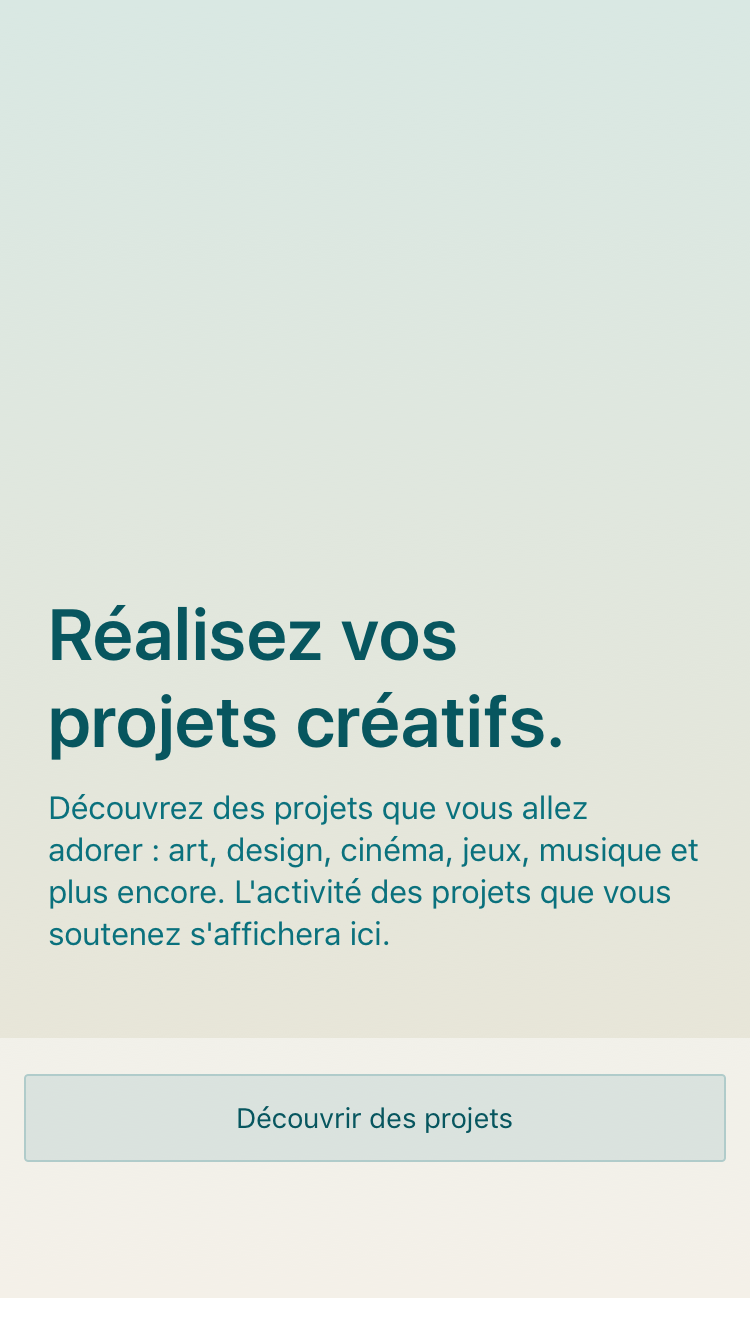 Réalisez vos
projets créatifs.
Découvrez des projets que vous allez
adorer : art, design, cinéma, jeux, musique et
plus encore. L'activité des projets que vous
soutenez s'affichera ici.
Découvrir des projets